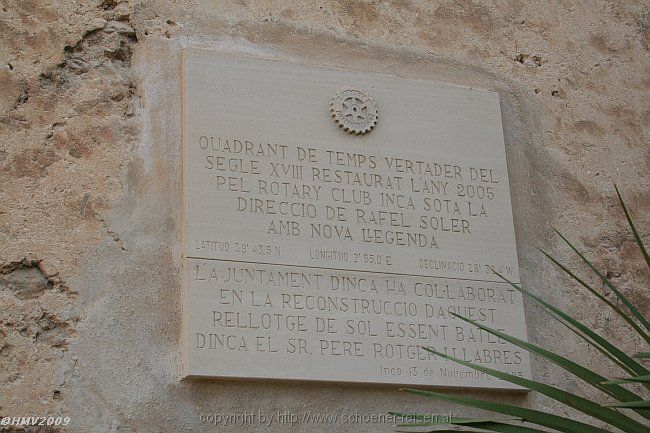 QUADRANT DE TEMPS VERTADER DEL
SEGLE XVIII RESTAURAT L'ANY 2005
PEL ROTARY CLUB INCA SOTA LA
DIRECCIO DE RAFEL SOLER
AMB NOVA LLEGENDA
LATITUD 39° 43,5 N LONGITUD 2° 55,0' E DECLINACIO
L'AJUNTAMENT D'INCA HA COL·LABORAT
EN LA RECONSTRUCCIO D'AQUEST
RELLOTGE DE SOL ESSENT BATLE
D'INCA EL SR. PERE ROTGER I LLABRES
Inca 13 de Novembre
©HMV2009
copyright by http://www.schoener.